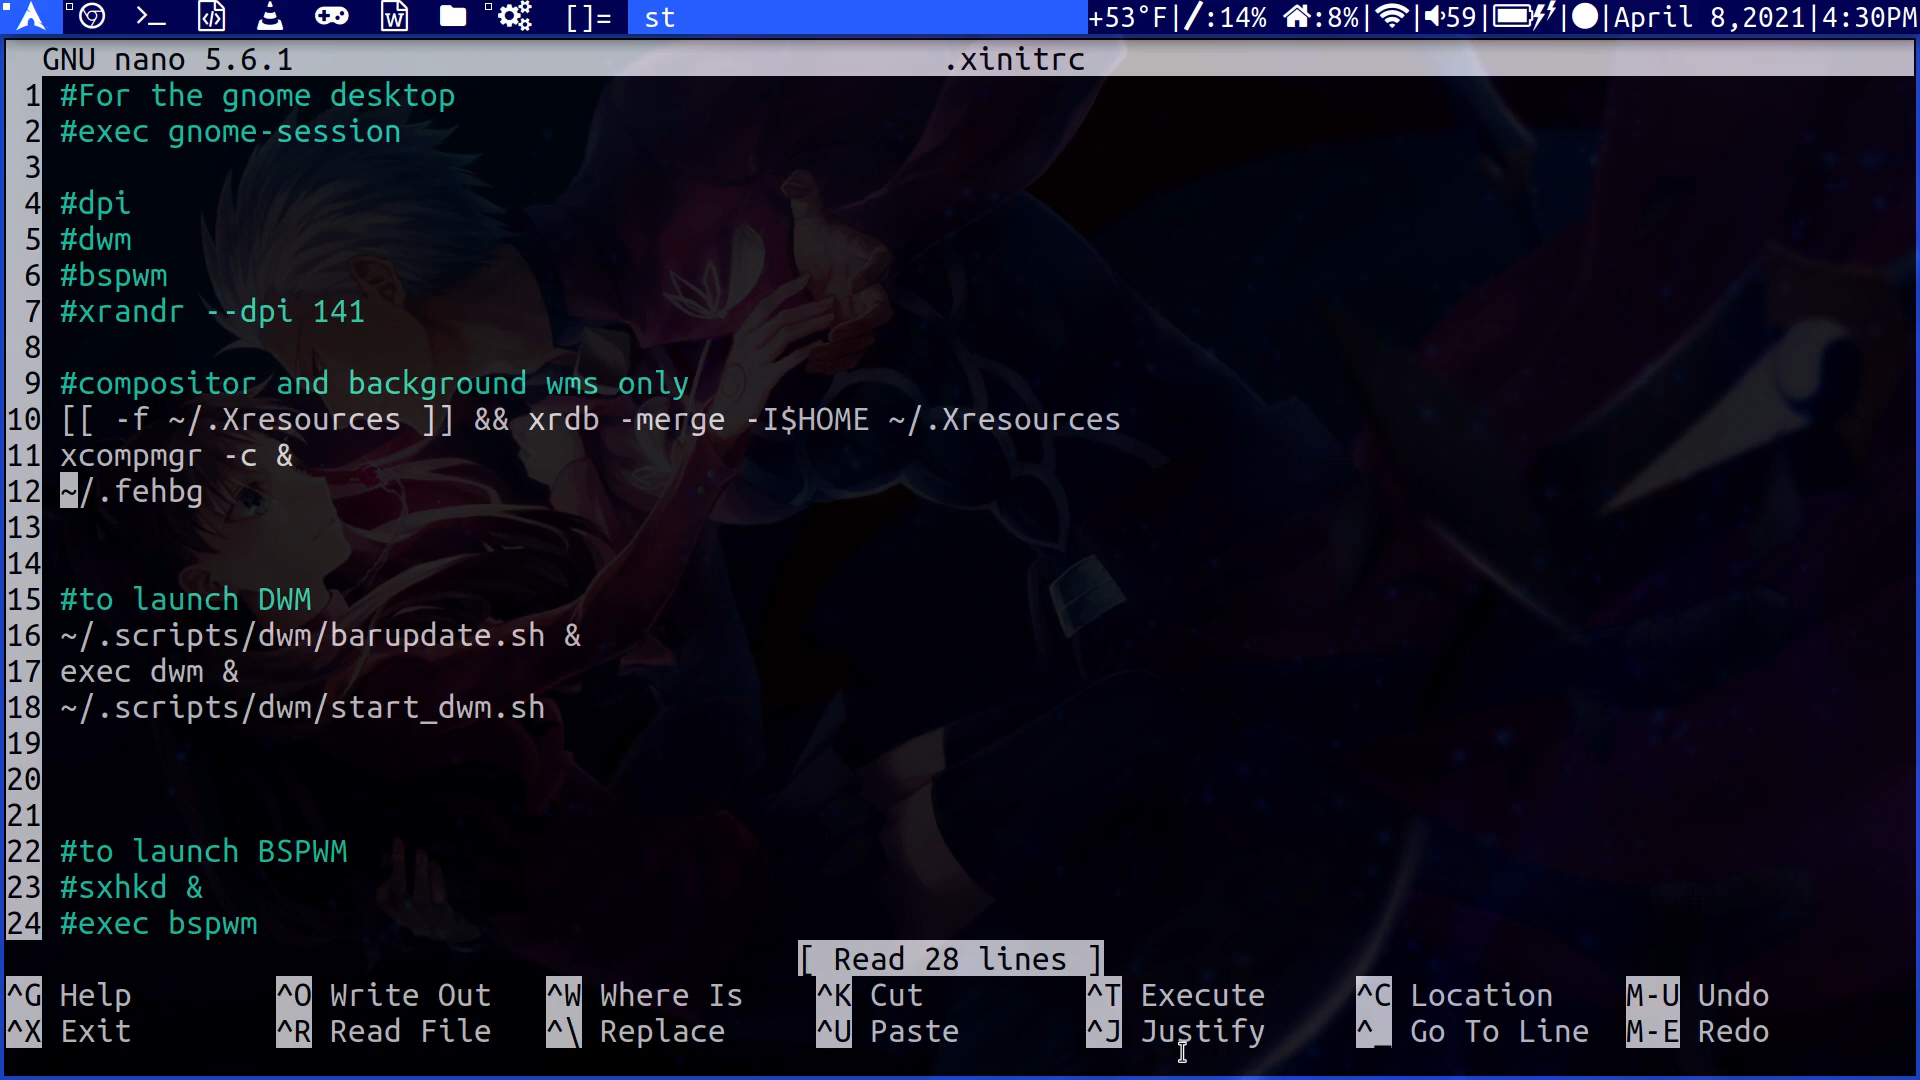 []= st +53°F|/:14% :8%| | 59| | |April 8,2021|4:30PM
GNU nano 5.6.1 .xinitrc
1 #For the gnome desktop
2 #exec gnome-session
3
4 #dpi
5 #dwm
6 #bspwm
7 #xrandr --dpi 141
8
9 #compositor and background wms only
10 [[ -f ~/.Xresources ]] && xrdb -merge -I$HOME ~/.Xresources
11 xcompmgr -c &
12 ~/.fehbg
13
14
15 #to launch DWM
16 ~/.scripts/dwm/barupdate.sh &
17 exec dwm &
18 ~/.scripts/dwm/start_dwm.sh
19
20
21
22 #to launch BSPWM
23 #sxhkd &
24 #exec bspwm
[ Read 28 lines ]
^G Help ^O Write Out ^W Where Is ^K Cut ^T Execute ^C Location M-U Undo
^X Exit ^R Read File ^\ Replace ^U Paste ^J Justify ^_ Go To Line M-E Redo